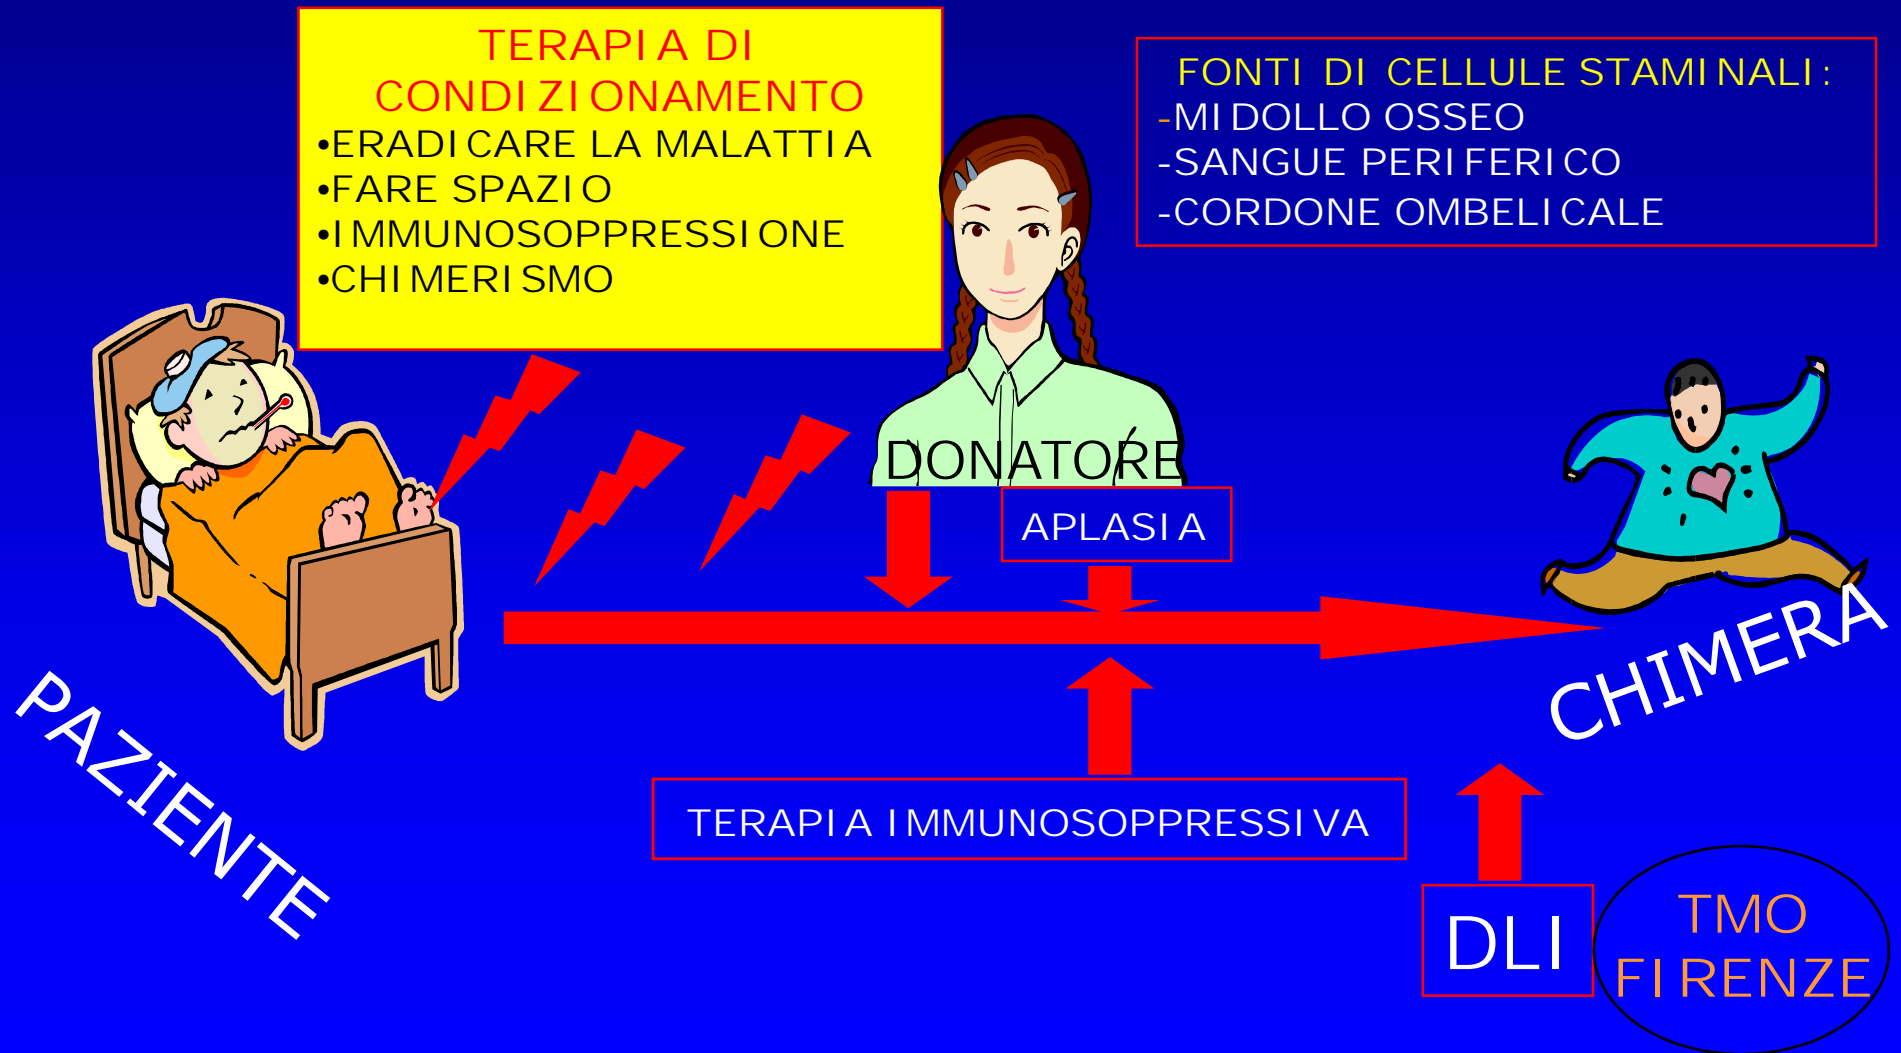 TERAPIA DI
CONDIZIONAMENTO
•ERADICARE LA MALATTIA
•FARE SPAZIO
•IMMUNOSOPPRESSIONE
•CHIMERISMO
FONTI DI CELLULE STAMINALI:
-MIDOLLO OSSEO
-SANGUE PERIFERICO
-CORDONE OMBELICALE
DONATORE
APLASIA
PAZIENTE
CHIMERA
TERAPIA IMMUNOSOPPRESSIVA
DLI
TMO
FIRENZE